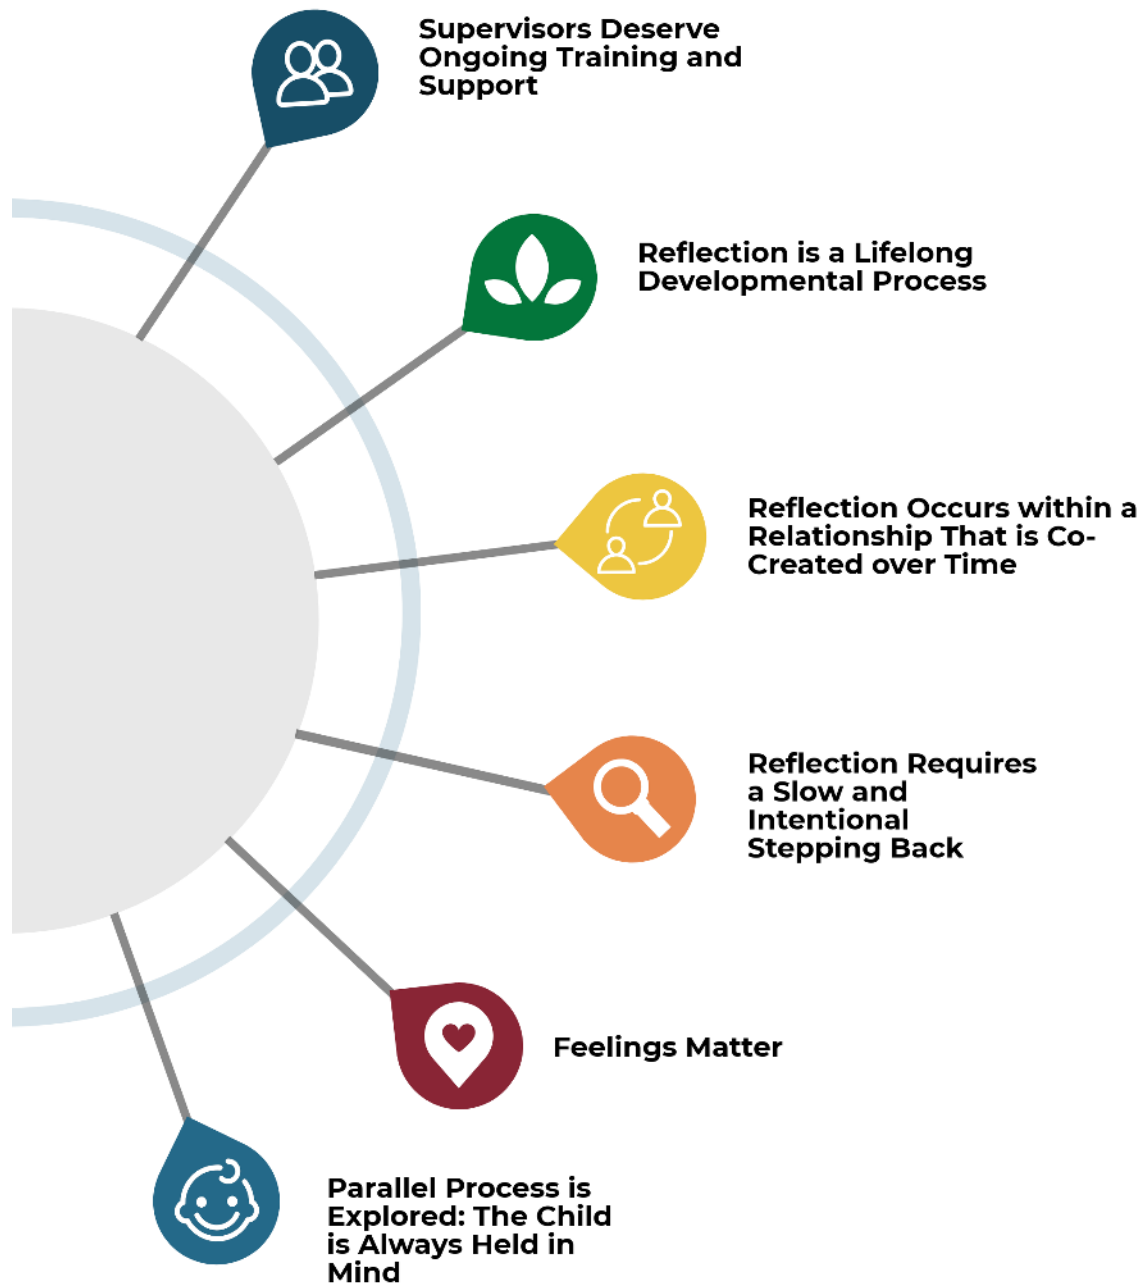 Supervisors Deserve
Ongoing Training and
Support
Reflection is a Lifelong
Developmental Process
Reflection Occurs within a
Relationship That is Co-
Created over Time
Reflection Requires
a Slow and
Intentional
Stepping Back
Feelings Matter
Parallel Process is
Explored: The Child
is Always Held in
Mind